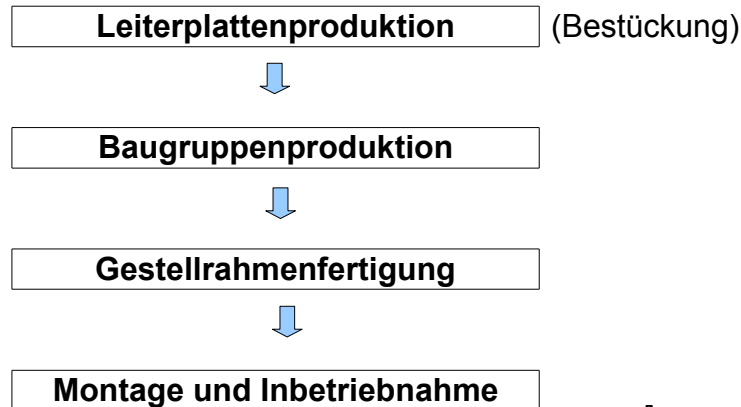 Leiterplattenproduktion (Bestückung)
Baugruppenproduktion
Gestellrahmenfertigung
Montage und Inbetriebnahme